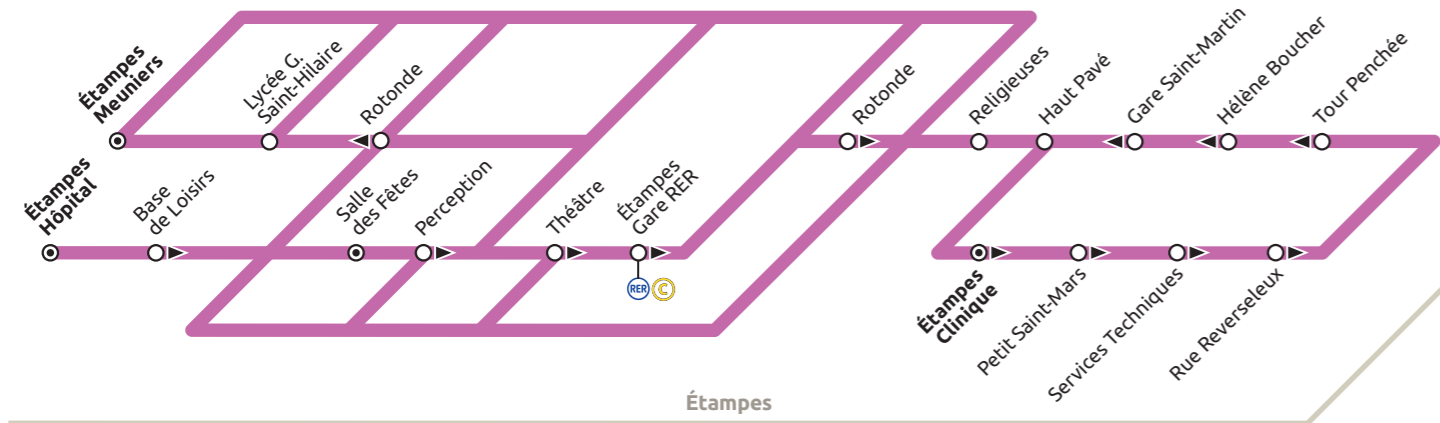 Étampes
Meuniers
Lycée G.
Saint-Hilaire
Rotonde
Rotonde
Religieuses
Haut Pavé
Gare Saint-Martin
Hélène Boucher
Tour Penchée
Étampes
Hôpital
Base
de Loisirs
Salle
des Fêtes
Perception
Théâtre
Étampes
Gare RER
RER C
Étampes
Clinique
Petit Saint-Mars
Services Techniques
Rue Reverseleux
Étampes